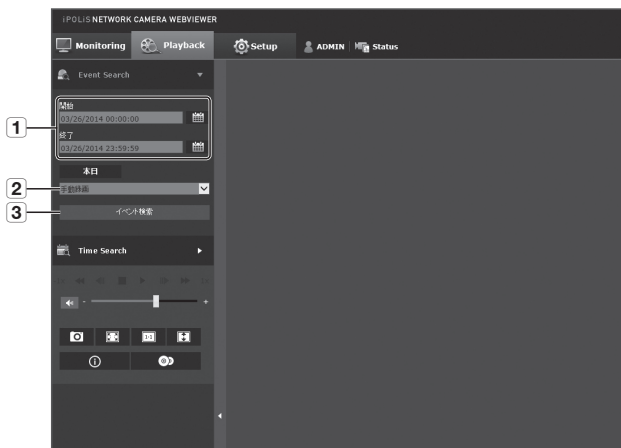 iPOLiS NETWORK CAMERA WEBVIEWER
Monitoring Playback Setup ADMIN Status
Event Search
開始
1
03/26/2014 00:00:00
終了
03/26/2014 23:59:59
本日
2 手動録画
3 イベント検索
Time Search
- +
1:1